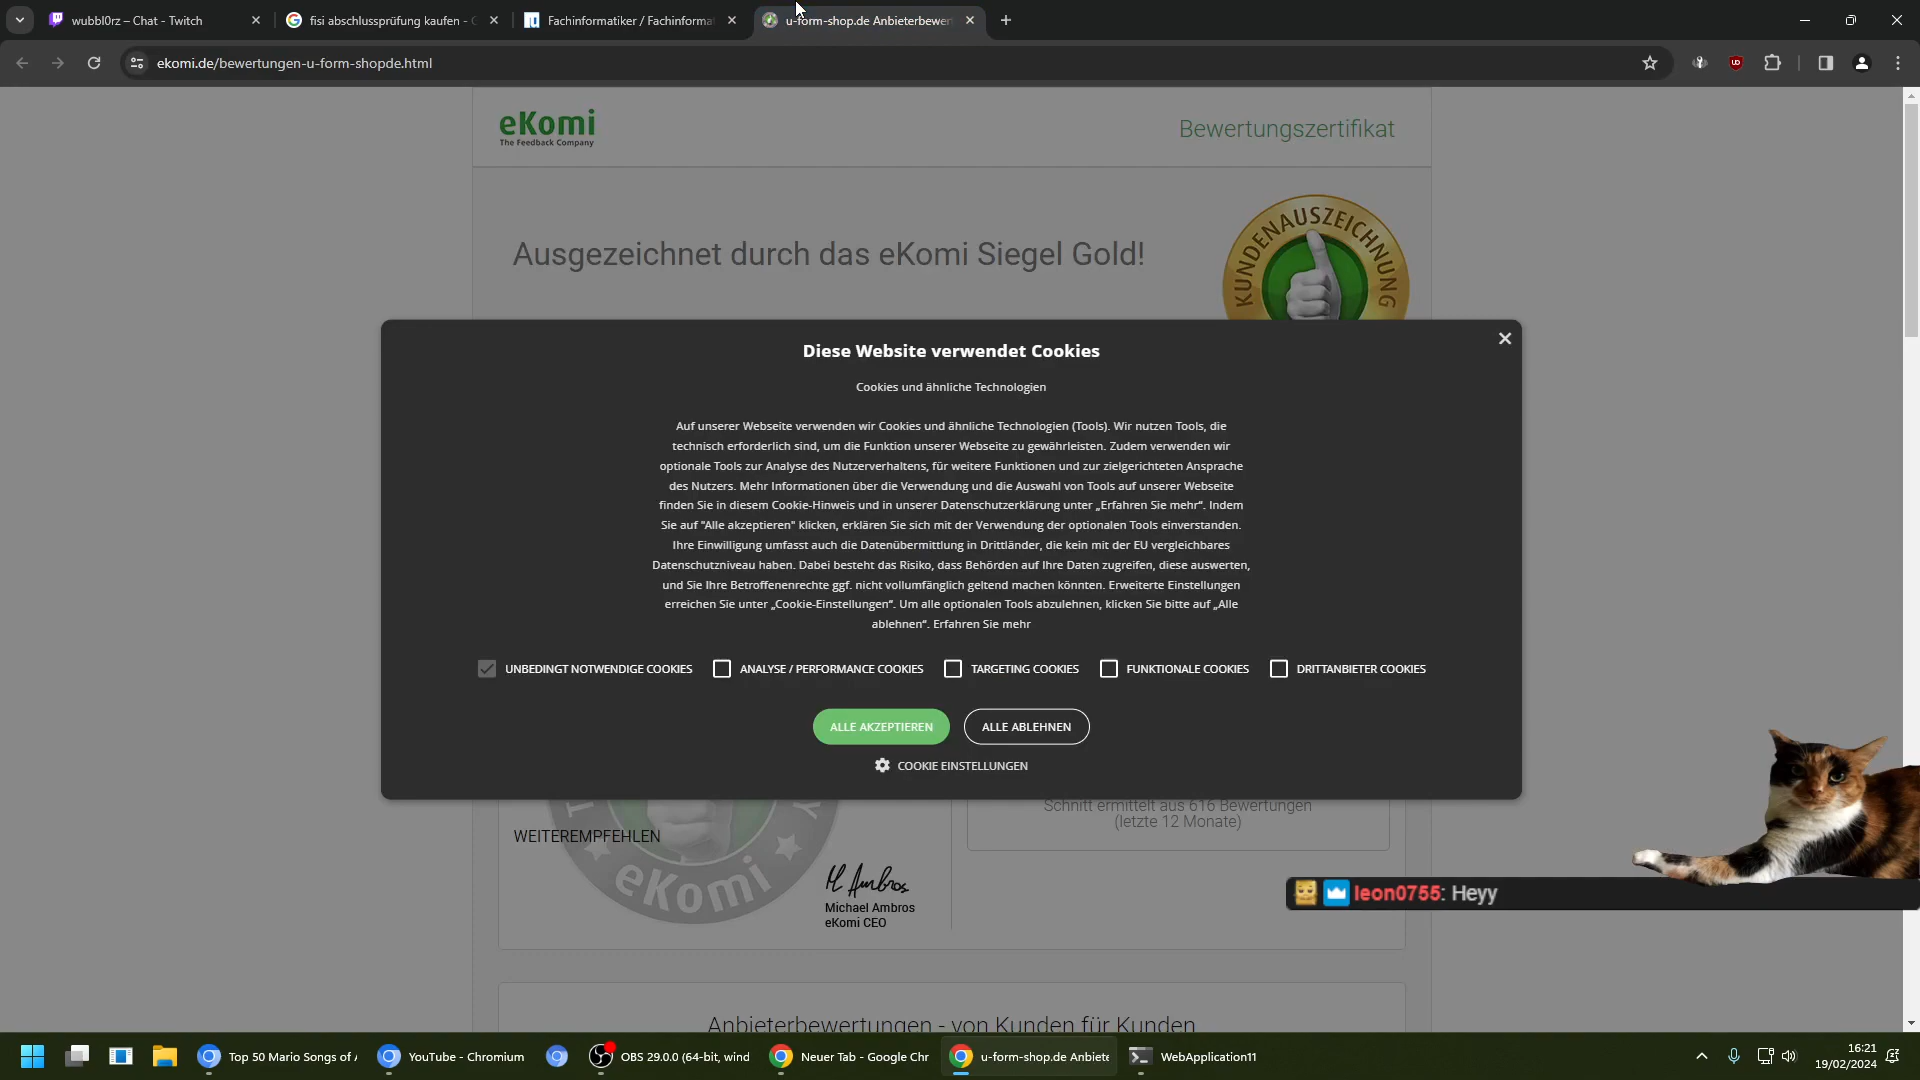 wubbl0rz – Chat - Twitch
fisi abschlussprüfung kaufen -
Fachinformatiker / Fachinforma
u-form-shop.de Anbieterbewer
ekomi.de/bewertungen-u-form-shopde.html
eKomi
The Feedback Company
Bewertungszertifikat
Ausgezeichnet durch das eKomi Siegel Gold!
KUNDENAUSZEICHNUNG
Diese Website verwendet Cookies
Cookies und ähnliche Technologien
Auf unserer Webseite verwenden wir Cookies und ähnliche Technologien (Tools). Wir nutzen Tools, die
technisch erforderlich sind, um die Funktion unserer Webseite zu gewährleisten. Zudem verwenden wir
optionale Tools zur Analyse des Nutzerverhaltens, für weitere Funktionen und zur zielgerichteten Ansprache
des Nutzers. Mehr Informationen über die Verwendung und die Auswahl von Tools auf unserer Webseite
finden Sie in diesem Cookie-Hinweis und in unserer Datenschutzerklärung unter „Erfahren Sie mehr“. Indem
Sie auf "Alle akzeptieren" klicken, erklären Sie sich mit der Verwendung der optionalen Tools einverstanden.
Ihre Einwilligung umfasst auch die Datenübermittlung in Drittländer, die kein mit der EU vergleichbares
Datenschutzniveau haben. Dabei besteht das Risiko, dass Behörden auf Ihre Daten zugreifen, diese auswerten,
und Sie Ihre Betroffenenrechte ggf. nicht vollumfänglich geltend machen könnten. Erweiterte Einstellungen
erreichen Sie unter „Cookie-Einstellungen“. Um alle optionalen Tools abzulehnen, klicken Sie bitte auf „Alle
ablehnen“. Erfahren Sie mehr
UNBEDINGT NOTWENDIGE COOKIES
ANALYSE / PERFORMANCE COOKIES
TARGETING COOKIES
FUNKTIONALE COOKIES
DRITTANBIETER COOKIES
ALLE AKZEPTIEREN
ALLE ABLEHNEN
COOKIE EINSTELLUNGEN
Schnitt ermittelt aus 616 Bewertungen
(letzte 12 Monate)
WEITEREMPFEHLEN
eKomi
M Ambros
Michael Ambros
eKomi CEO
leon0755: Heyy
Anbieterbewertungen - von Kunden für Kunden
Top 50 Mario Songs of
YouTube - Chromium
OBS 29.0.0 (64-bit, wind
Neuer Tab - Google Chr
u-form-shop.de Anbiete
WebApplication11
16:21
19/02/2024